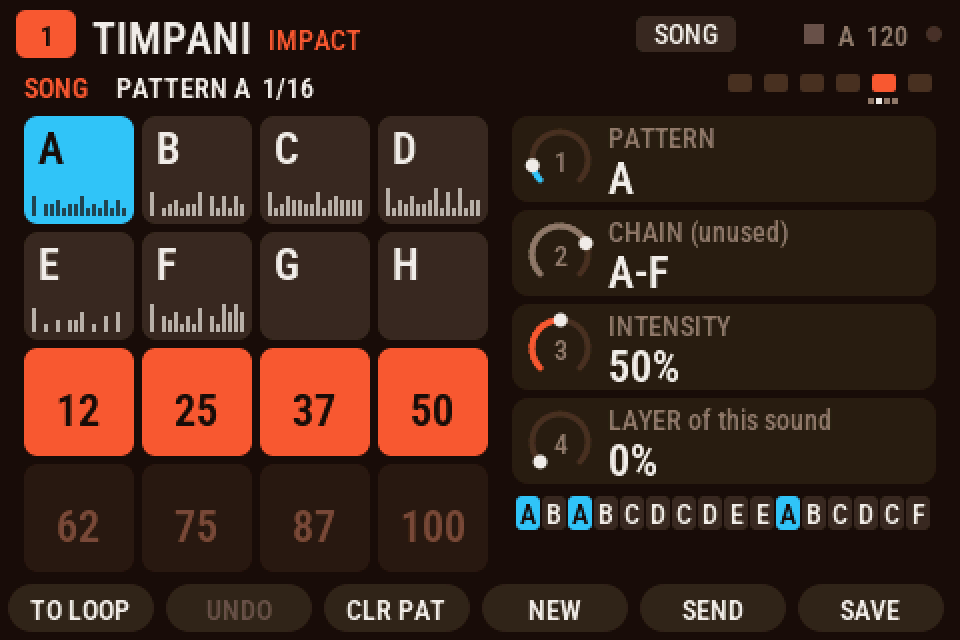 1 TIMPANI IMPACT SONG A 120
SONG PATTERN A 1/16
A B C D
E F G H
12 25 37 50
62 75 87 100
1 PATTERN
A
2 CHAIN (unused)
A-F
3 INTENSITY
50%
4 LAYER of this sound
0%
A B A B C D C D E E A B C D C F
TO LOOP UNDO CLR PAT NEW SEND SAVE